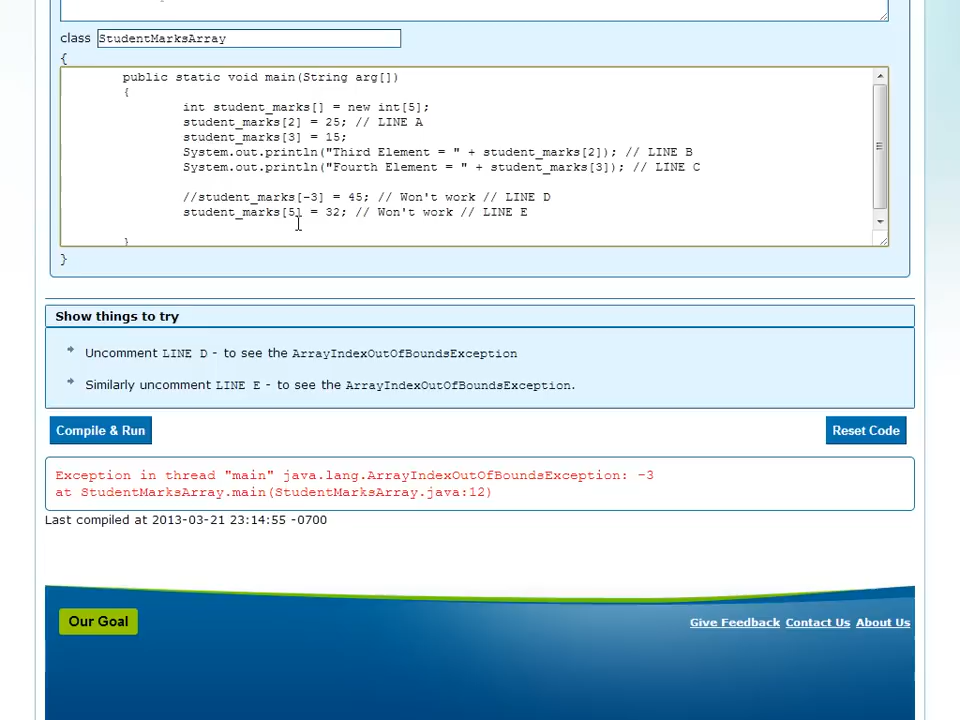 class StudentMarksArray
{
public static void main(String arg[])
{
int student_marks[] = new int[5];
student_marks[2] = 25; // LINE A
student_marks[3] = 15;
System.out.println("Third Element = " + student_marks[2]); // LINE B
System.out.println("Fourth Element = " + student_marks[3]); // LINE C
//student_marks[-3] = 45; // Won't work // LINE D
student_marks[5] = 32; // Won't work // LINE E
}
}
Show things to try
Uncomment LINE D - to see the ArrayIndexOutOfBoundsException
Similarly uncomment LINE E - to see the ArrayIndexOutOfBoundsException.
Compile & Run Reset Code
Exception in thread "main" java.lang.ArrayIndexOutOfBoundsException: -3
at StudentMarksArray.main(StudentMarksArray.java:12)
Last compiled at 2013-03-21 23:14:55 -0700
Our Goal Give Feedback Contact Us About Us